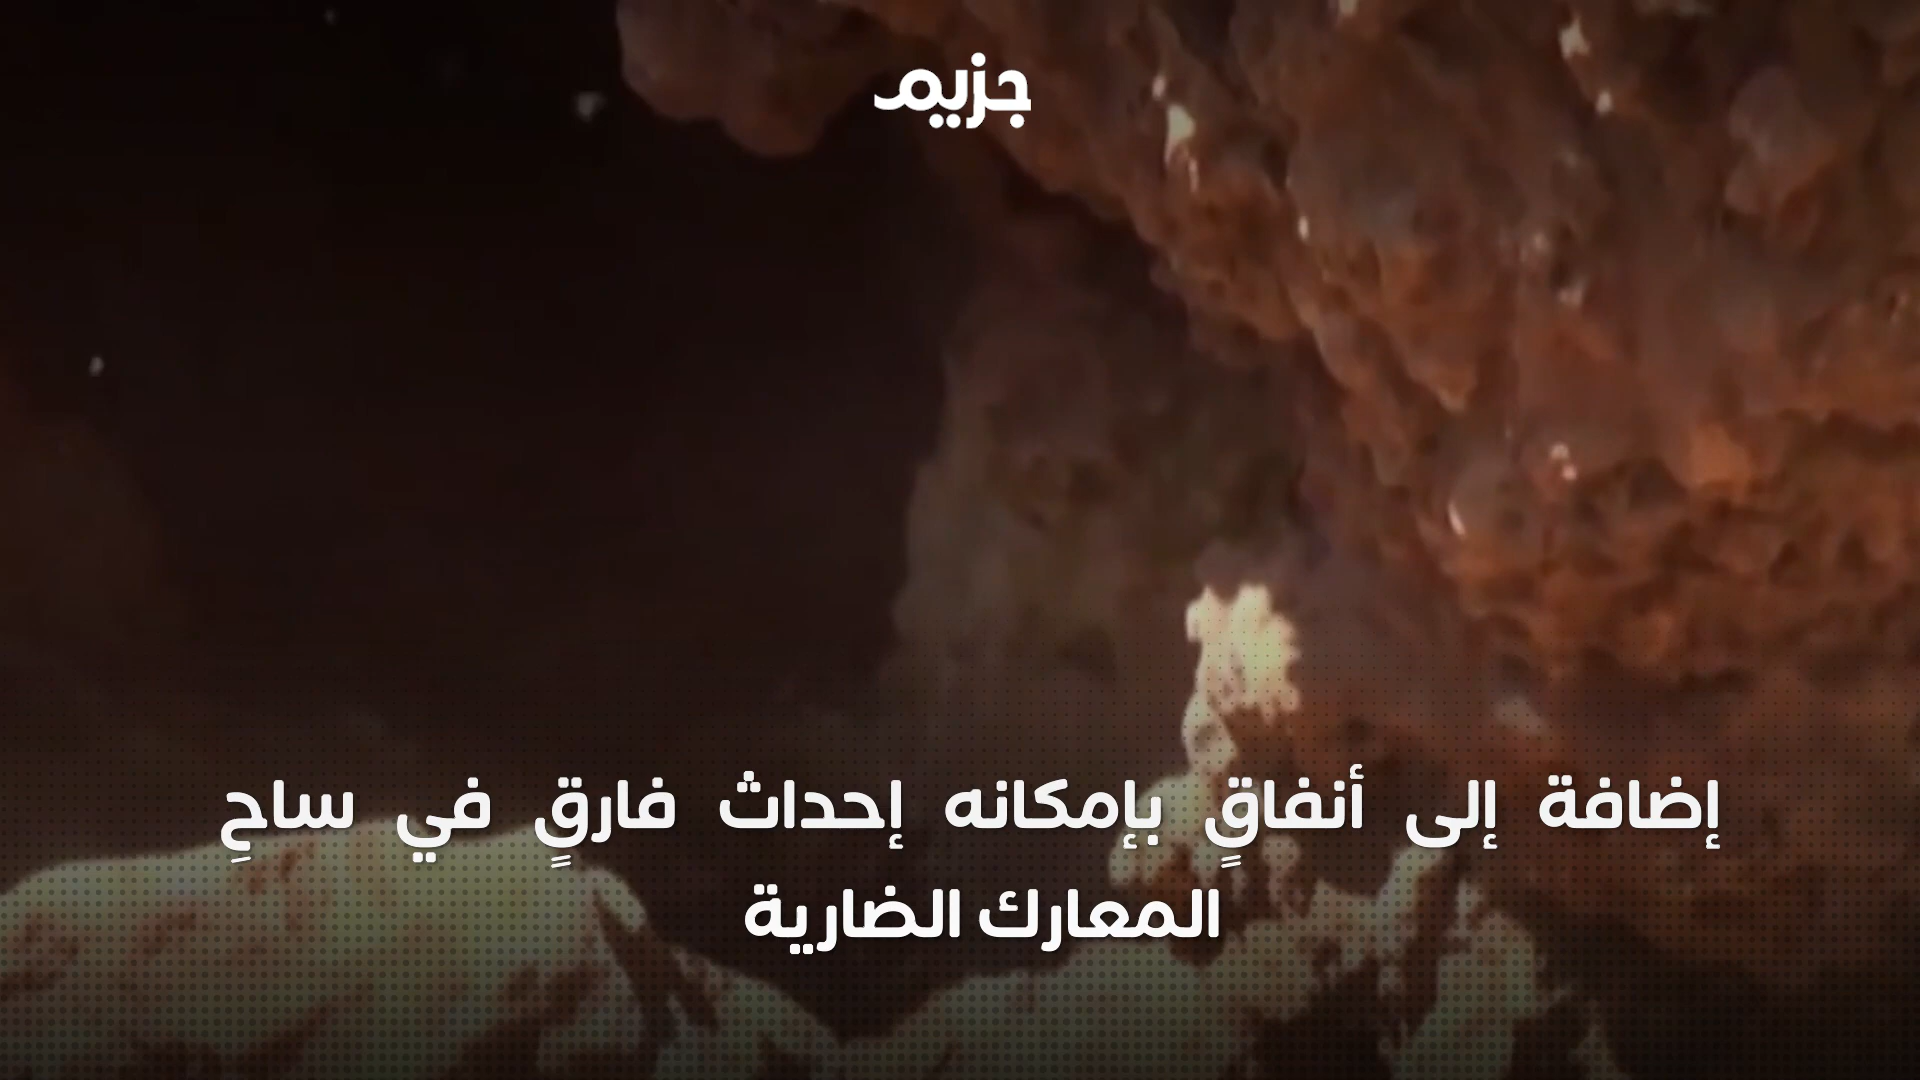 جزيم
إضافة إلى أنفاقٍ بإمكانه إحداث فارقٍ في ساحِ
المعارك الضارية